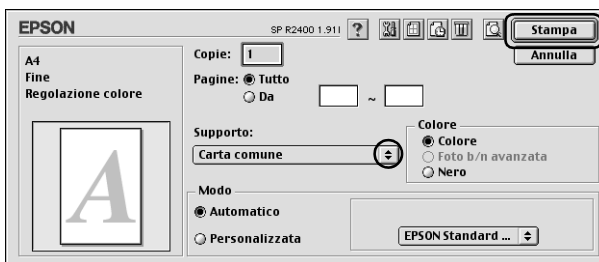 EPSON
SP R2400 1.91I
?
Stampa
A4
Fine
Regolazione colore
Copie: 1
Annulla
Pagine: Tutto
Da ~
Supporto:
Carta comune
Colore
Colore
Foto b/n avanzata
Nero
A
Modo
Automatico
Personalizzata
EPSON Standard ...